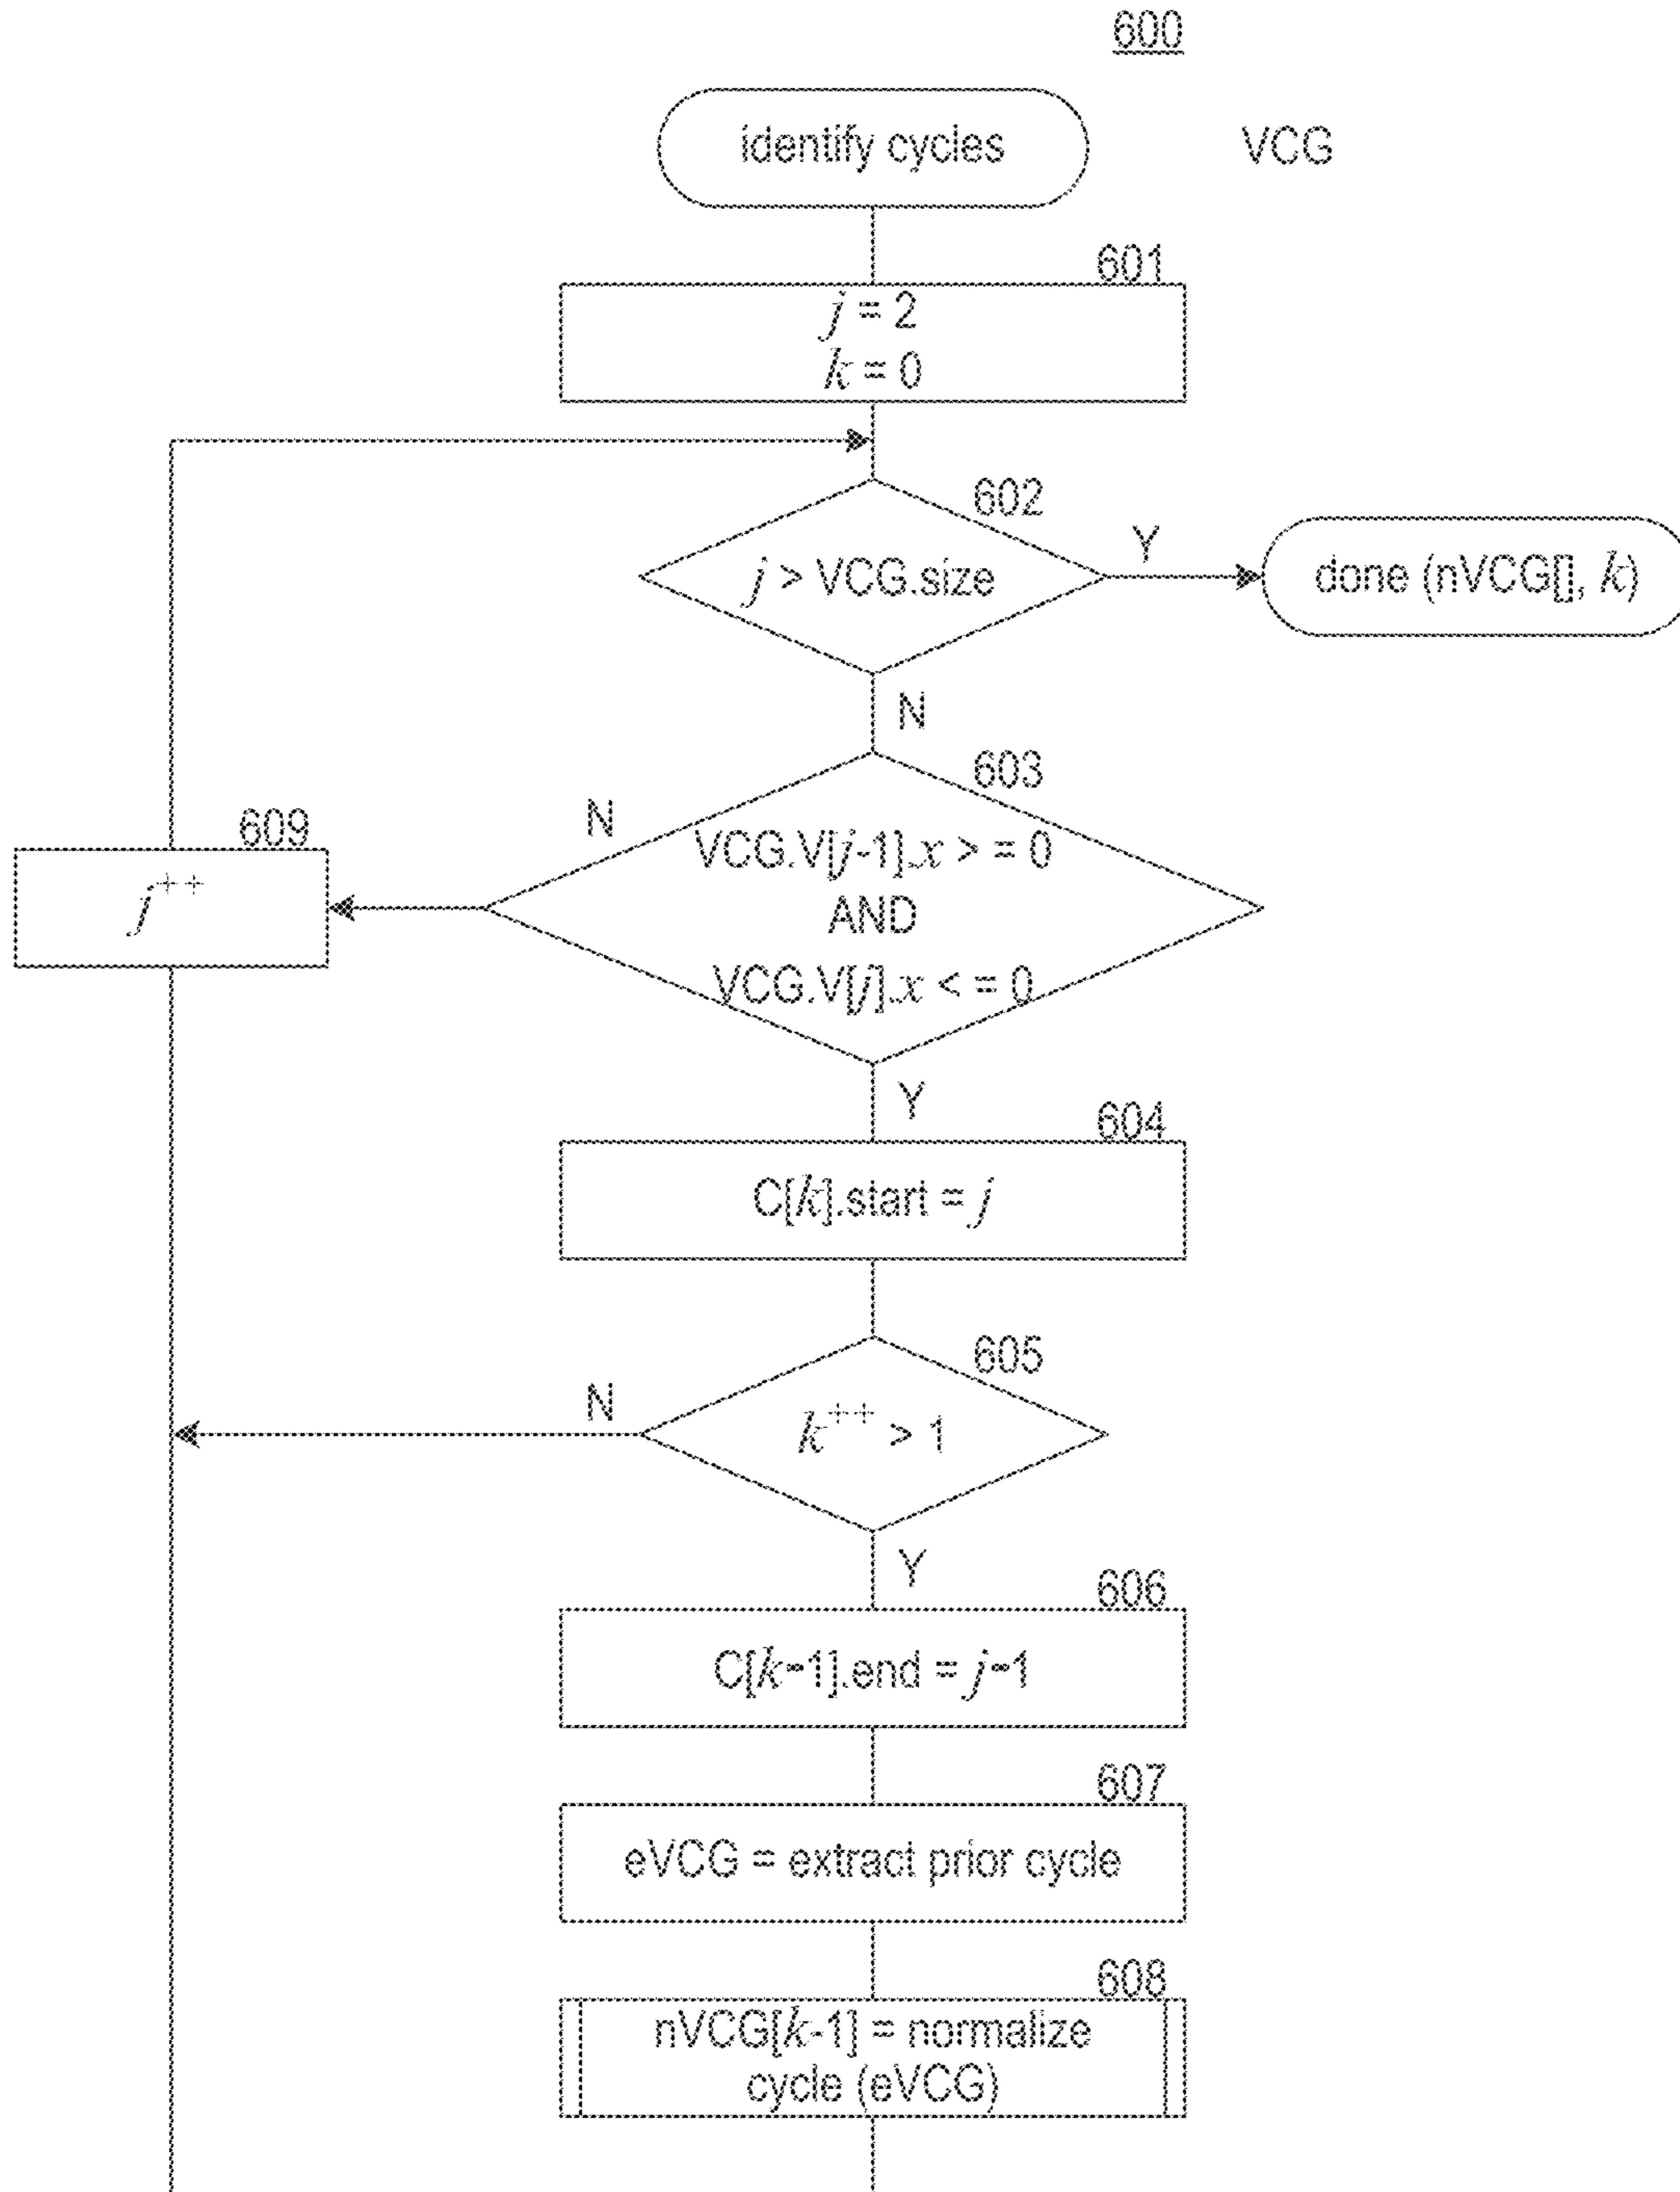 600
identify cycles
VCG
601
j = 2
k = 0
602
j > VCG.size
Y
done (nVCG[], k)
N
603
N
VCG.V[j-1].x > = 0
AND
VCG.V[j].x < = 0
609
j++
Y
604
C[k].start = j
605
N
k++ > 1
Y
606
C[k-1].end = j-1
607
eVCG = extract prior cycle
608
nVCG[k-1] = normalize
cycle (eVCG)